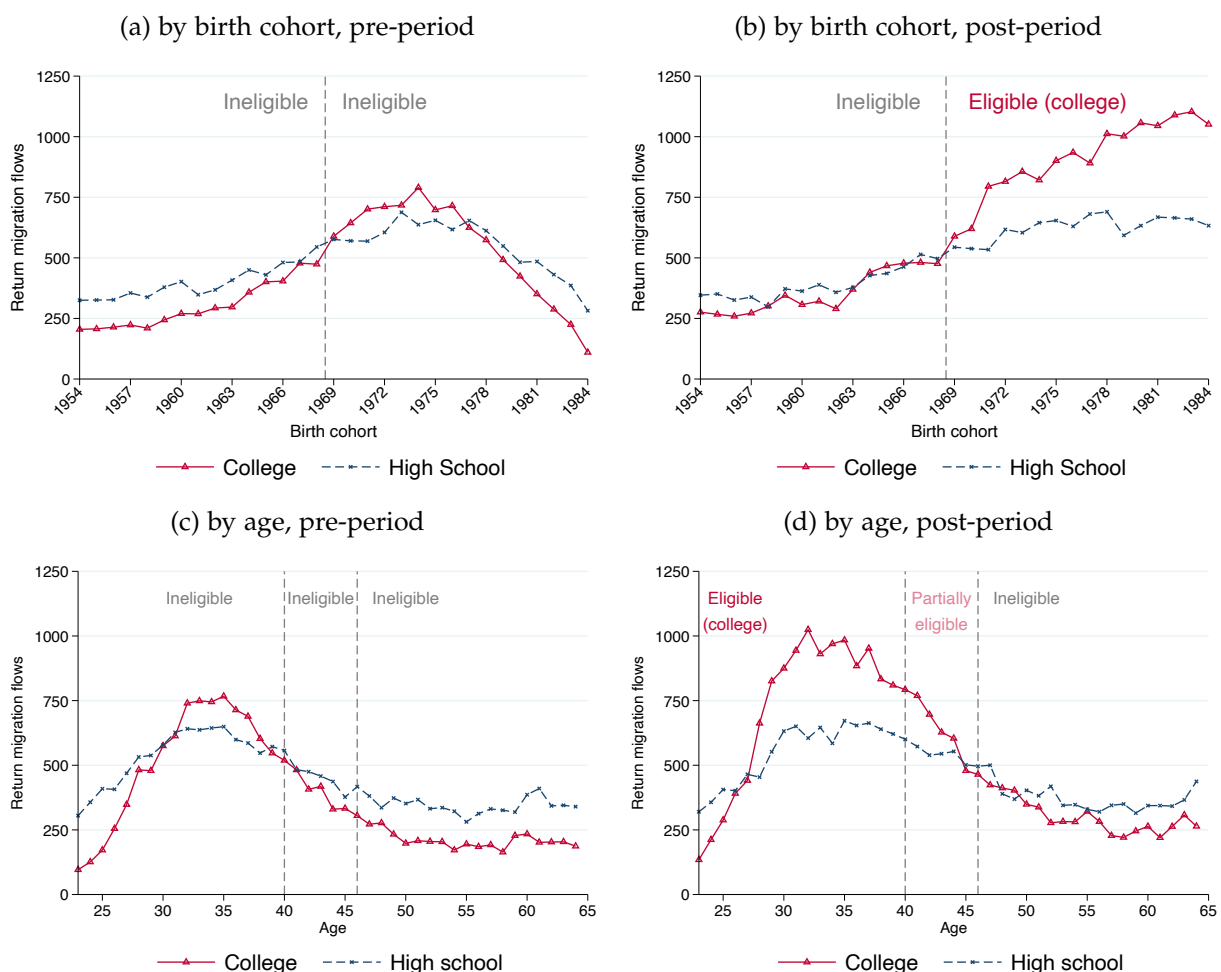 (a) by birth cohort, pre-period
1250
1000
750
500
250
0
Return migration flows
Ineligible
Ineligible
1954
1957
1960
1963
1966
1969
1972
1975
1978
1981
1984
Birth cohort
College
High School
(b) by birth cohort, post-period
1250
1000
750
500
250
0
Return migration flows
Ineligible
Eligible (college)
1954
1957
1960
1963
1966
1969
1972
1975
1978
1981
1984
Birth cohort
College
High School
(c) by age, pre-period
1250
1000
750
500
250
0
Return migration flows
Ineligible
Ineligible
Ineligible
25
30
35
40
45
50
55
60
65
Age
College
High school
(d) by age, post-period
1250
1000
750
500
250
0
Return migration flows
Eligible
(college)
Partially
eligible
Ineligible
25
30
35
40
45
50
55
60
65
Age
College
High school